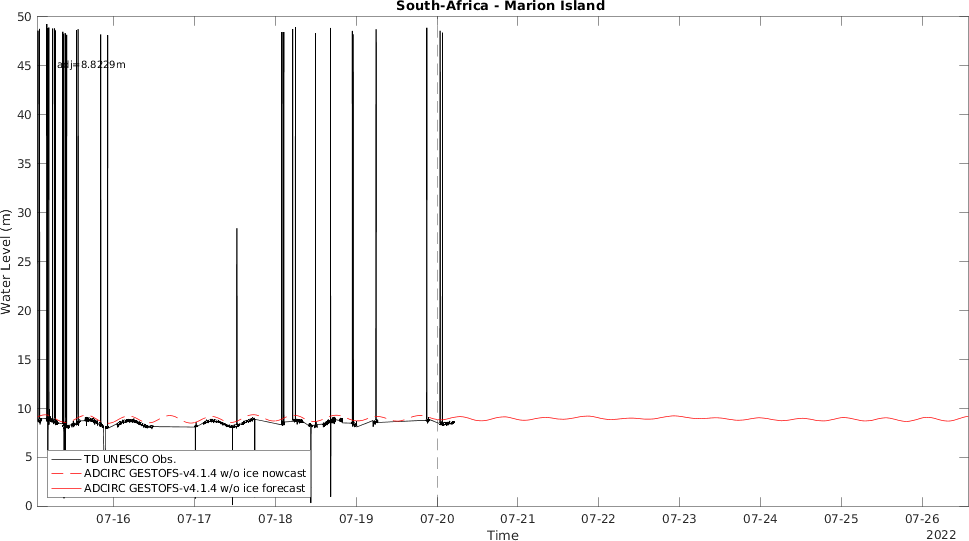 South-Africa - Marion Island
50
45
40
35
30
25
20
15
10
5
0
Water Level (m)
adj=8.8229m
TD UNESCO Obs.
ADCIRC GESTOFS-v4.1.4 w/o ice nowcast
ADCIRC GESTOFS-v4.1.4 w/o ice forecast
07-16 07-17 07-18 07-19 07-20 07-21 07-22 07-23 07-24 07-25 07-26
Time
2022